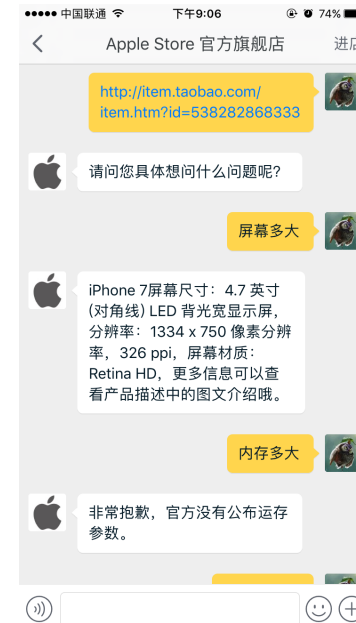 中国联通 下午9:06 74%
Apple Store 官方旗舰店 进店
http://item.taobao.com/
item.htm?id=538282868333
请问您具体想问什么问题呢?
屏幕多大
iPhone 7屏幕尺寸：4.7 英寸
(对角线) LED 背光宽显示屏,
分辨率：1334 x 750 像素分辨
率，326 ppi，屏幕材质：
Retina HD，更多信息可以查
看产品描述中的图文介绍哦。
内存多大
非常抱歉，官方没有公布运存
参数。